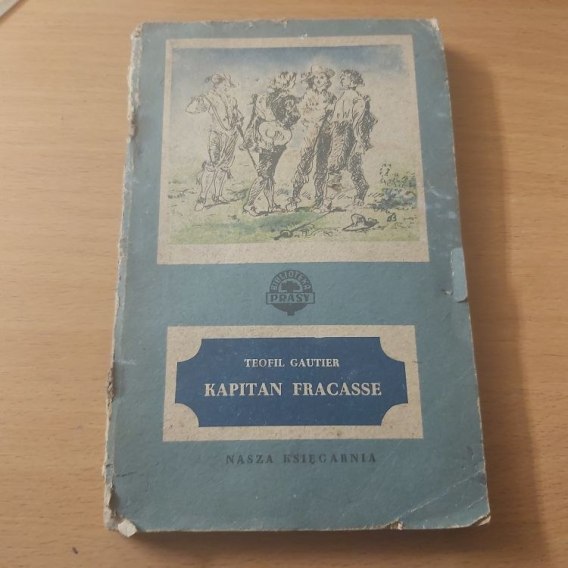 BIBLIOTEKA
PRASY
TEOFIL GAUTIER
KAPITAN FRACASSE
NASZA KSIĘGARNIA